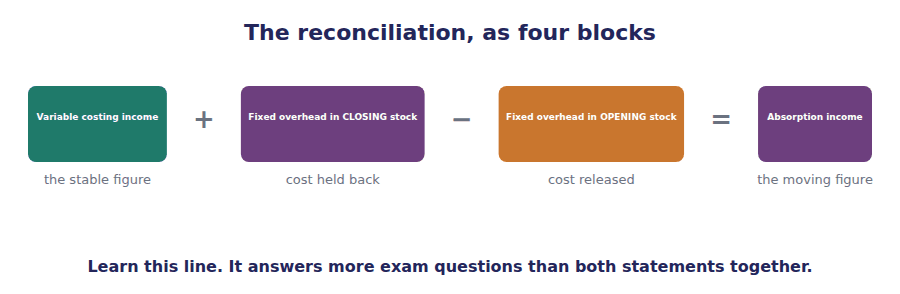 The reconciliation, as four blocks
Variable costing income + Fixed overhead in CLOSING stock − Fixed overhead in OPENING stock = Absorption income
the stable figure cost held back cost released the moving figure
Learn this line. It answers more exam questions than both statements together.